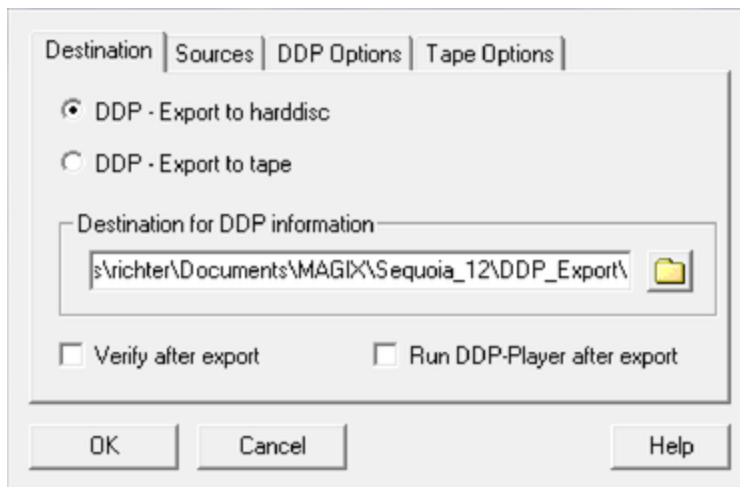 Destination Sources DDP Options Tape Options
DDP - Export to harddisc
DDP - Export to tape
Destination for DDP information
s\richter\Documents\MAGIX\Sequoia_12\DDP_Export\
Verify after export Run DDP-Player after export
OK Cancel Help